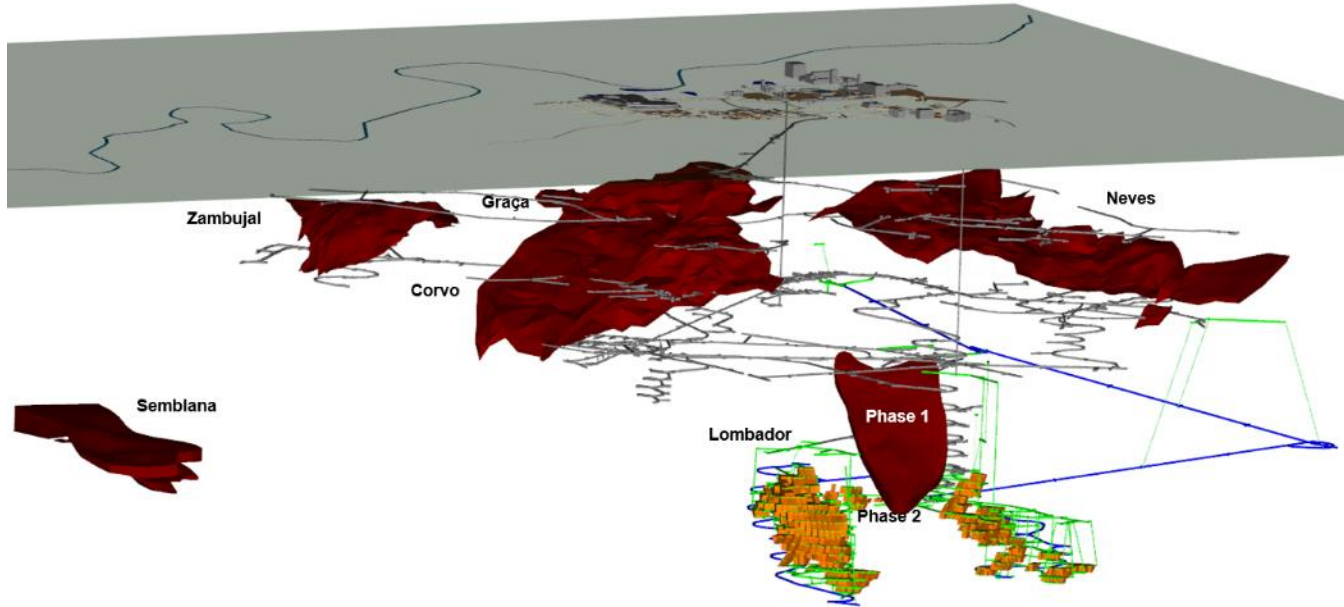 Graça
Neves
Zambujal
Corvo
Semblana
Phase 1
Lombador
Phase 2